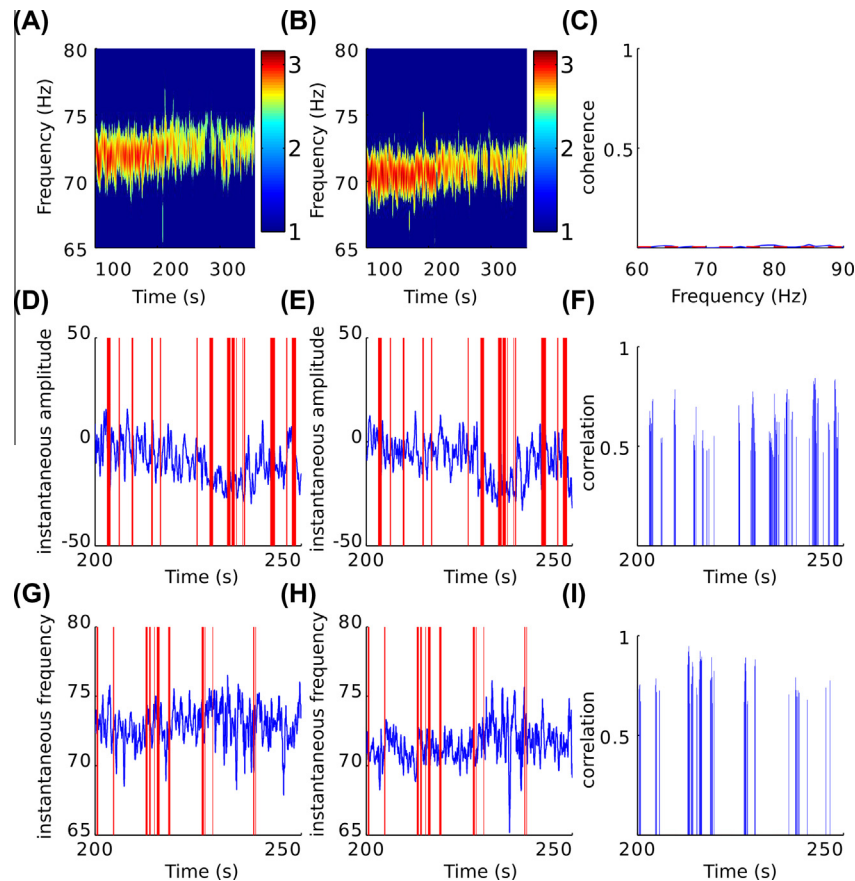 (A)
(B)
(C)
80
75
70
65
Frequency (Hz)
100 200 300
Time (s)
3
2
1
80
75
70
65
Frequency (Hz)
100 200 300
Time (s)
3
2
1
1
0.5
coherence
60 70 80 90
Frequency (Hz)
(D)
(E)
(F)
50
0
-50
instantaneous amplitude
200 250
Time (s)
50
0
-50
instantaneous amplitude
200 250
Time (s)
1
0.5
correlation
200 250
Time (s)
(G)
(H)
(I)
80
75
70
65
instantaneous frequency
200 250
Time (s)
80
75
70
65
instantaneous frequency
200 250
Time (s)
1
0.5
correlation
200 250
Time (s)